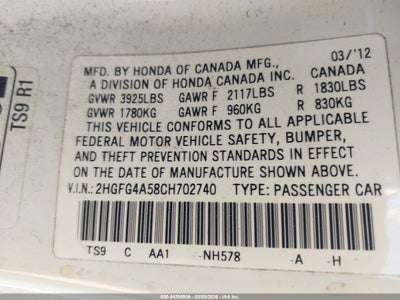 03/'12
MFD. BY HONDA OF CANADA MFG.,
A DIVISION OF HONDA CANADA INC. CANADA
GVWR 3925LBS GAWR F 2117LBS R 1830LBS
GVWR 1780KG GAWR F 960KG R 830KG
THIS VEHICLE CONFORMS TO ALL APPLICABLE
FEDERAL MOTOR VEHICLE SAFETY, BUMPER,
AND THEFT PREVENTION STANDARDS IN EFFECT
ON THE DATE OF MANUFACTURE SHOWN ABOVE.
V.I.N.: 2HGFG4A58CH702740 TYPE: PASSENGER CAR
TS9 C AA1 -NH578 -A -H
TS9 R1